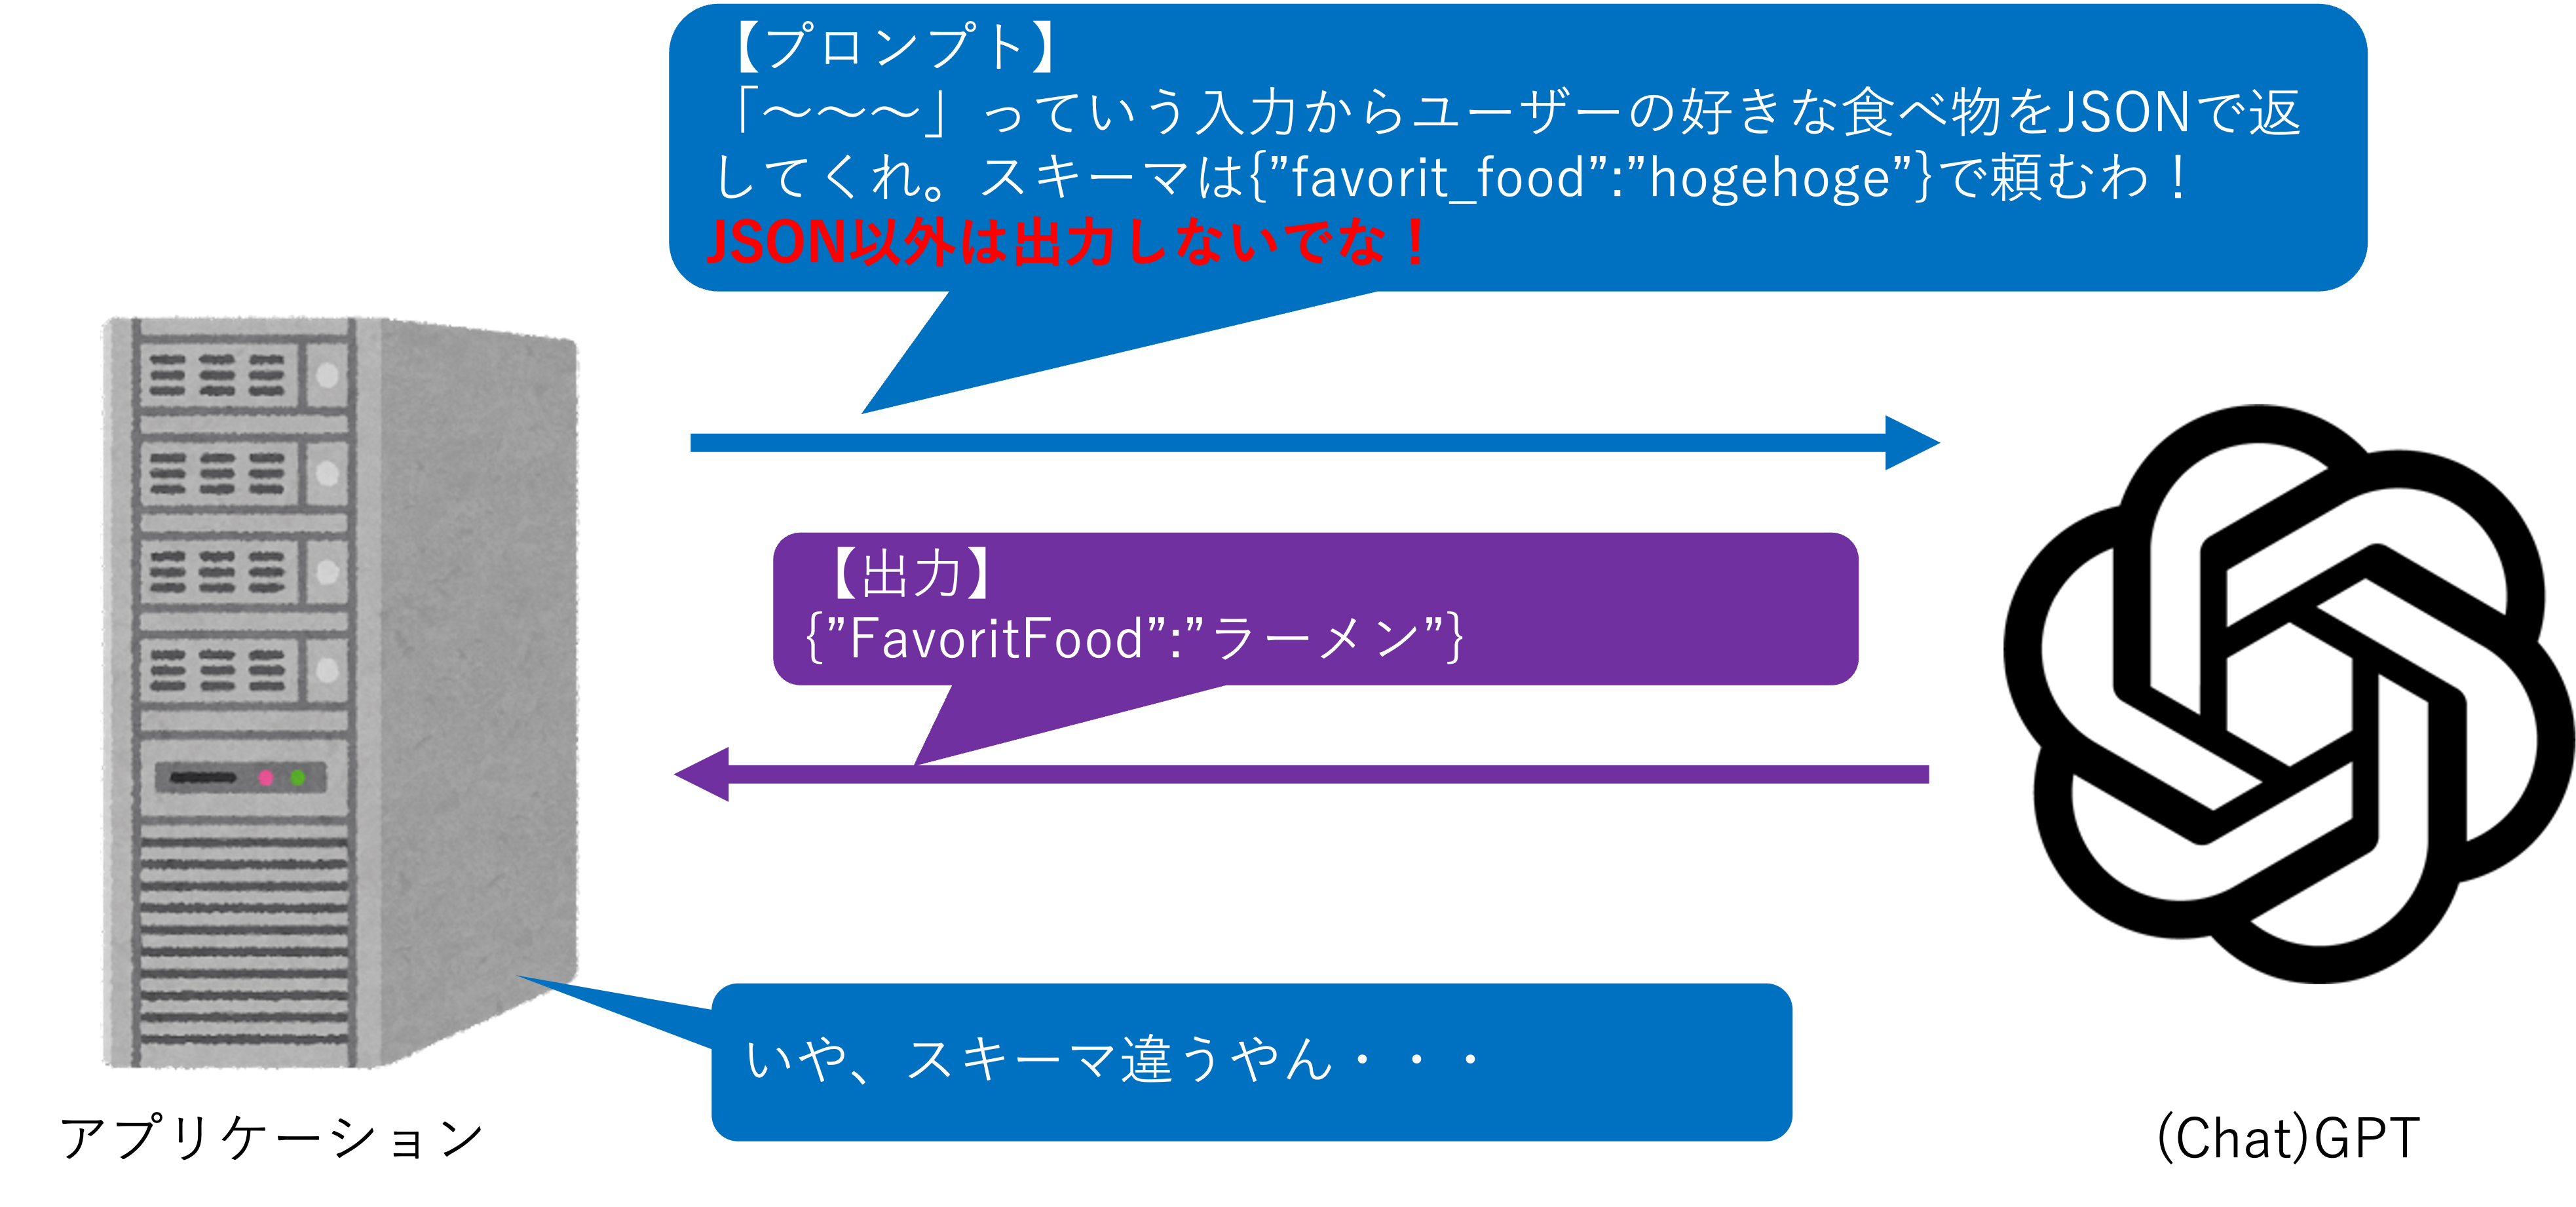 【プロンプト】
「～～～」っていう入力からユーザーの好きな食べ物をJSONで返
してくれ。スキーマは{”favorit_food”:”hogehoge”}で頼むわ！
JSON以外は出力しないでな！
【出力】
{”FavoritFood”:”ラーメン”}
いや、スキーマ違うやん・・・
アプリケーション
(Chat)GPT